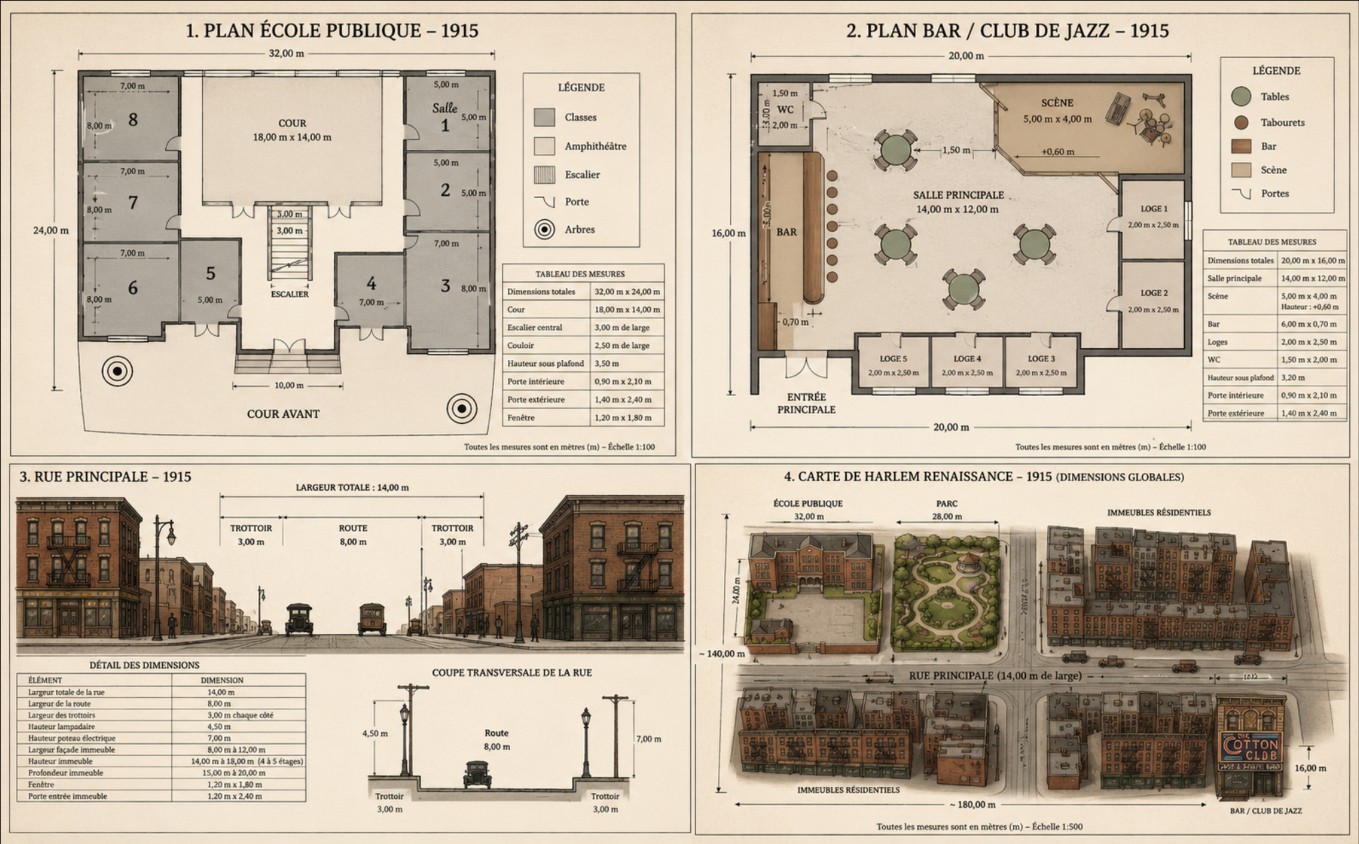 1. PLAN ÉCOLE PUBLIQUE – 1915
32,00 m
24,00 m
7,00 m
8,00 m
8
7,00 m
8,00 m
7
7,00 m
8,00 m
6
5
5,00 m
COUR
18,00 m x 14,00 m
3,00 m
3,00 m
ESCALIER
5,00 m
Salle
1
5,00 m
5,00 m
2
5,00 m
7,00 m
3
8,00 m
4
7,00 m
10,00 m
COUR AVANT
LÉGENDE
Classes
Amphithéâtre
Escalier
Porte
Arbres
TABLEAU DES MESURES
Dimensions totales 32,00 m x 24,00 m
Cour 18,00 m x 14,00 m
Escalier central 3,00 m de large
Couloir 2,50 m de large
Hauteur sous plafond 3,50 m
Porte intérieure 0,90 m x 2,10 m
Porte extérieure 1,40 m x 2,40 m
Fenêtre 1,20 m x 1,80 m
Toutes les mesures sont en mètres (m) – Échelle 1:100
2. PLAN BAR / CLUB DE JAZZ – 1915
20,00 m
16,00 m
1,50 m
WC
2,00 m
BAR
0,70 m
SCÈNE
5,00 m x 4,00 m
+0,60 m
1,50 m
SALLE PRINCIPALE
14,00 m x 12,00 m
LOGE 1
2,00 m x 2,50 m
LOGE 2
2,00 m x 2,50 m
LOGE 5
2,00 m x 2,50 m
LOGE 4
2,00 m x 2,50 m
LOGE 3
2,00 m x 2,50 m
ENTRÉE
PRINCIPALE
20,00 m
LÉGENDE
Tables
Tabourets
Bar
Scène
Portes
TABLEAU DES MESURES
Dimensions totales 20,00 m x 16,00 m
Salle principale 14,00 m x 12,00 m
Scène 5,00 m x 4,00 m
Hauteur : +0,60 m
Bar 6,00 m x 0,70 m
Loges 2,00 m x 2,50 m
WC 1,50 m x 2,00 m
Hauteur sous plafond 3,20 m
Porte intérieure 0,90 m x 2,10 m
Porte extérieure 1,40 m x 2,40 m
Toutes les mesures sont en mètres (m) – Échelle 1:100
3. RUE PRINCIPALE – 1915
LARGEUR TOTALE : 14,00 m
TROTTOIR
3,00 m
ROUTE
8,00 m
TROTTOIR
3,00 m
DÉTAIL DES DIMENSIONS
ÉLÉMENT DIMENSION
Largeur totale de la rue 14,00 m
Largeur de la route 8,00 m
Largeur des trottoirs 3,00 m chaque côté
Hauteur lampadaire 4,50 m
Hauteur poteau électrique 7,00 m
Largeur façade immeuble 8,00 m à 12,00 m
Hauteur immeuble 14,00 m à 18,00 m (4 à 5 étages)
Profondeur immeuble 15,00 m à 20,00 m
Fenêtre 1,20 m x 1,80 m
Porte entrée immeuble 1,20 m x 2,40 m
COUPE TRANSVERSALE DE LA RUE
4,50 m
Route
8,00 m
7,00 m
Trottoir
3,00 m
Trottoir
3,00 m
4. CARTE DE HARLEM RENAISSANCE – 1915 (DIMENSIONS GLOBALES)
ÉCOLE PUBLIQUE
32,00 m
PARC
28,00 m
IMMEUBLES RÉSIDENTIELS
24,00 m
~ 140,00 m
RUE PRINCIPALE (14,00 m de large)
THE
COTTON
CLUB
16,00 m
IMMEUBLES RÉSIDENTIELS
~ 180,00 m
BAR / CLUB DE JAZZ
Toutes les mesures sont en mètres (m) – Échelle 1:500